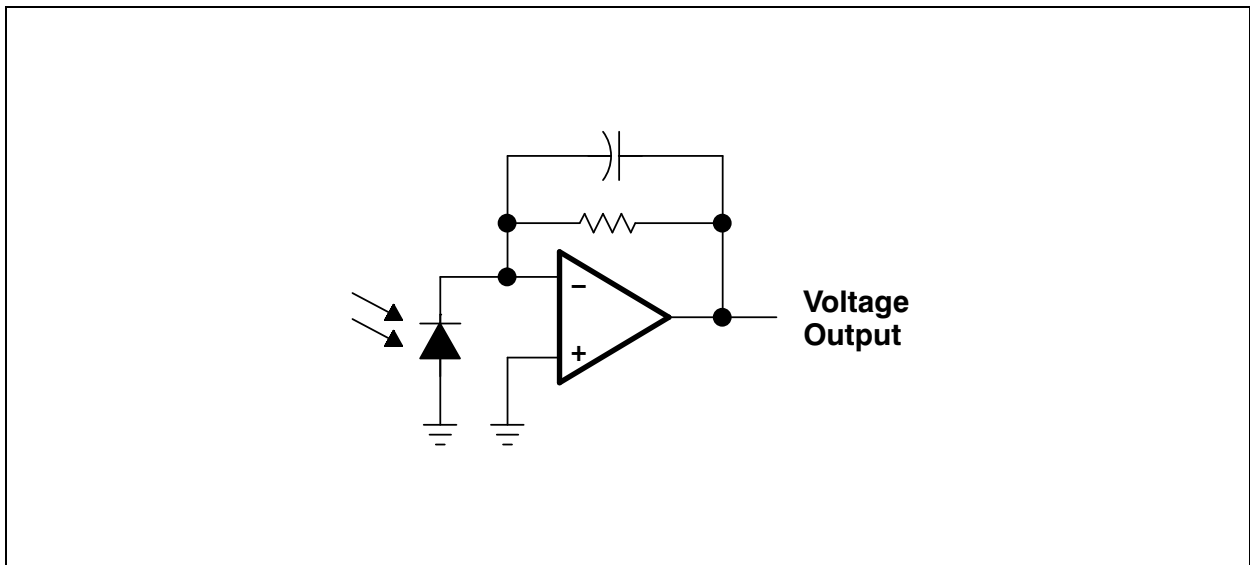 –
+
Voltage
Output